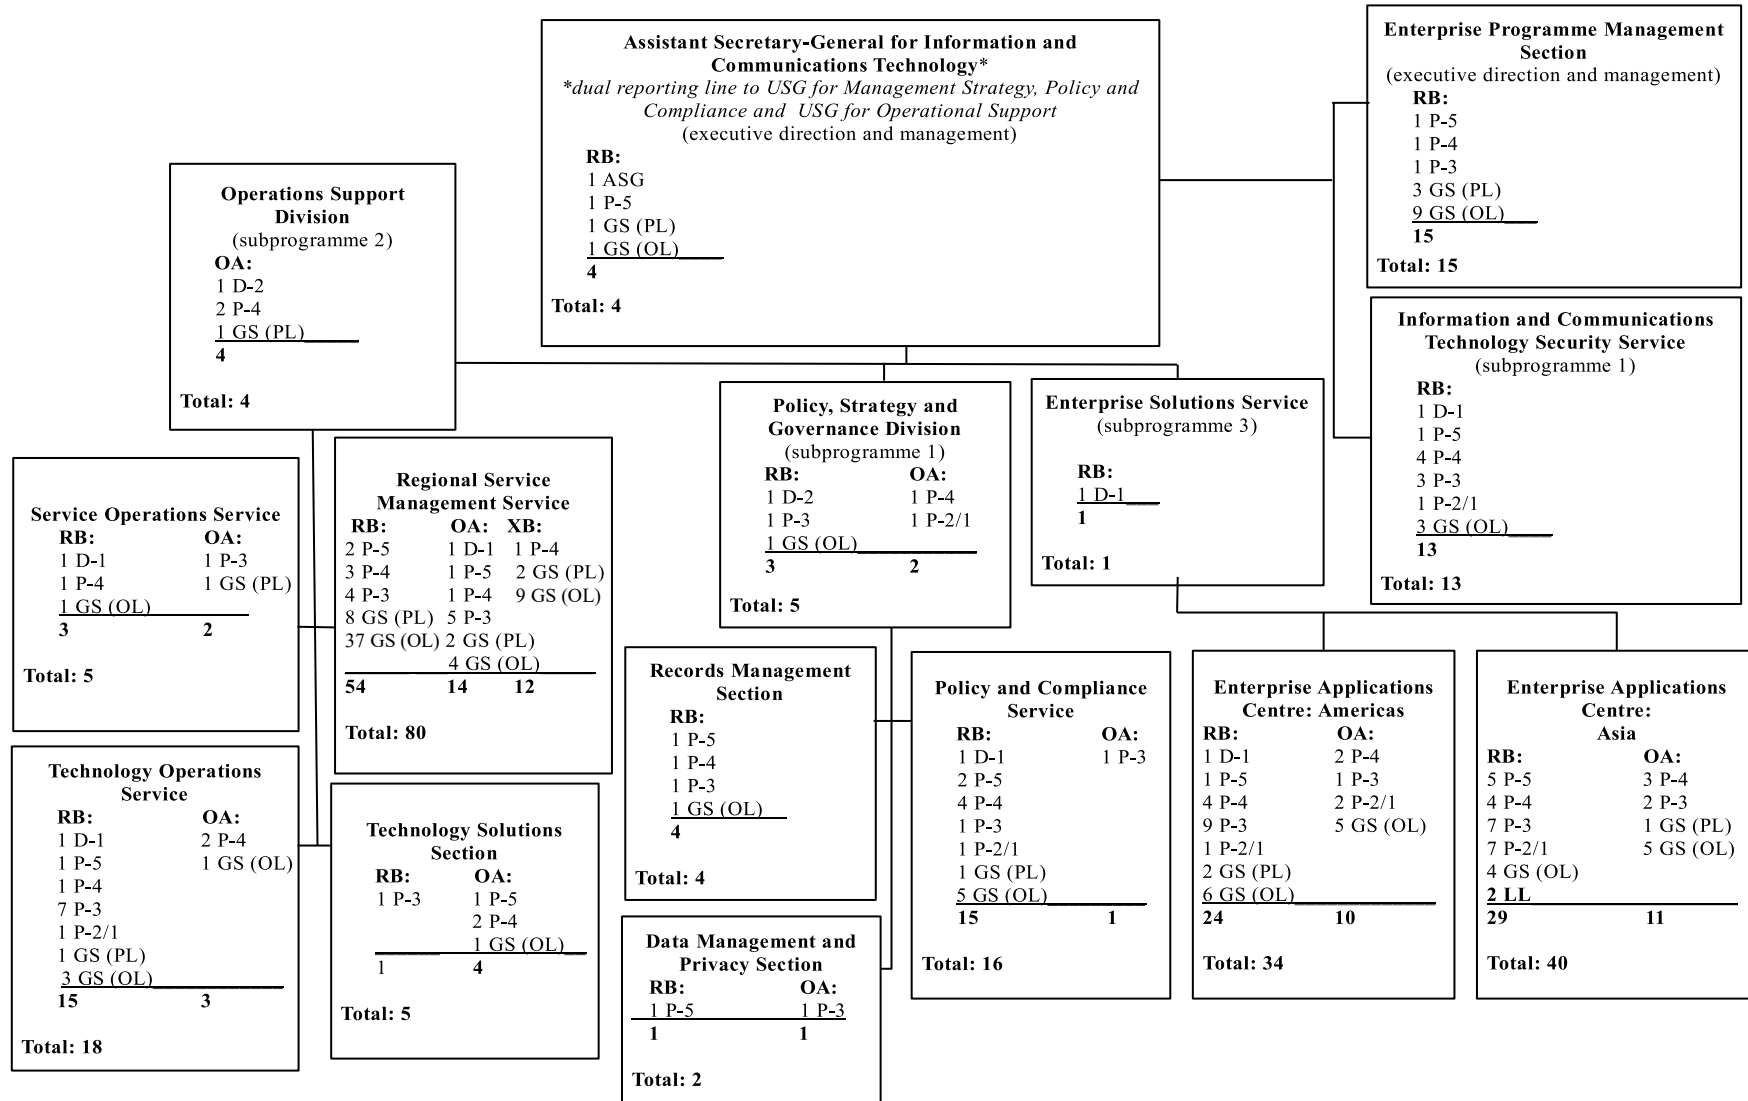 Assistant Secretary-General for Information and
Communications Technology*
*dual reporting line to USG for Management Strategy, Policy and
Compliance and USG for Operational Support
(executive direction and management)
RB:
1 ASG
1 P-5
1 GS (PL)
1 GS (OL)
4
Total: 4
Enterprise Programme Management
Section
(executive direction and management)
RB:
1 P-5
1 P-4
1 P-3
3 GS (PL)
9 GS (OL)
15
Total: 15
Operations Support
Division
(subprogramme 2)
OA:
1 D-2
2 P-4
1 GS (PL)
4
Total: 4
Information and Communications
Technology Security Service
(subprogramme 1)
RB:
1 D-1
1 P-5
4 P-4
3 P-3
1 P-2/1
3 GS (OL)
13
Total: 13
Policy, Strategy and
Governance Division
(subprogramme 1)
RB: OA:
1 D-2 1 P-4
1 P-3 1 P-2/1
1 GS (OL)
3 2
Total: 5
Enterprise Solutions Service
(subprogramme 3)
RB:
1 D-1
1
Total: 1
Service Operations Service
RB: OA:
1 D-1 1 P-3
1 P-4 1 GS (PL)
1 GS (OL)
3 2
Total: 5
Regional Service
Management Service
RB: OA: XB:
2 P-5 1 D-1 1 P-4
3 P-4 1 P-5 2 GS (PL)
4 P-3 1 P-4 9 GS (OL)
8 GS (PL) 5 P-3
37 GS (OL) 2 GS (PL)
4 GS (OL)
54 14 12
Total: 80
Records Management
Section
RB:
1 P-5
1 P-4
1 P-3
1 GS (OL)
4
Total: 4
Policy and Compliance
Service
RB: OA:
1 D-1 1 P-3
2 P-5
4 P-4
1 P-3
1 P-2/1
1 GS (PL)
5 GS (OL)
15 1
Total: 16
Enterprise Applications
Centre: Americas
RB: OA:
1 D-1 2 P-4
1 P-5 1 P-3
4 P-4 2 P-2/1
9 P-3 5 GS (OL)
1 P-2/1
2 GS (PL)
6 GS (OL)
24 10
Total: 34
Enterprise Applications
Centre:
Asia
RB: OA:
5 P-5 3 P-4
4 P-4 2 P-3
7 P-3 1 GS (PL)
7 P-2/1 5 GS (OL)
4 GS (OL)
2 LL
29 11
Total: 40
Technology Operations
Service
RB: OA:
1 D-1 2 P-4
1 P-5 1 GS (OL)
1 P-4
7 P-3
1 P-2/1
1 GS (PL)
3 GS (OL)
15 3
Total: 18
Technology Solutions
Section
RB: OA:
1 P-3 1 P-5
2 P-4
1 GS (OL)
1 4
Total: 5
Data Management and
Privacy Section
RB: OA:
1 P-5 1 P-3
1 1
Total: 2